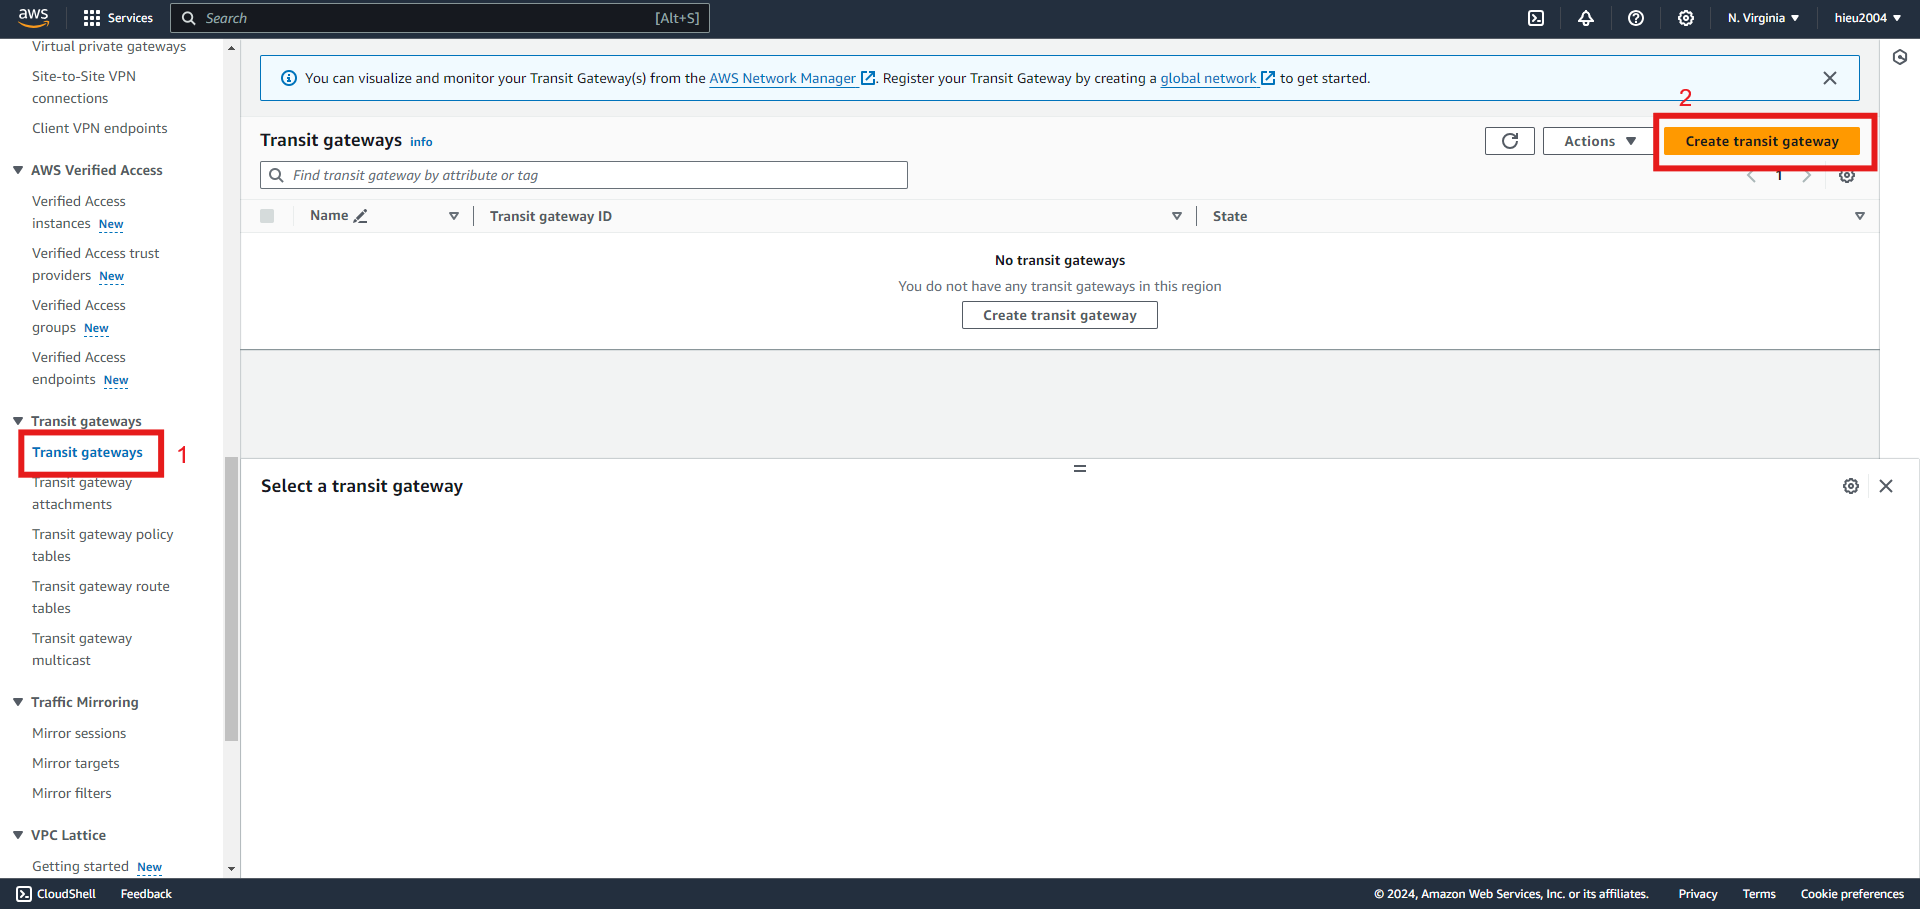 aws
Services
Search
[Alt+S]
N. Virginia
hieu2004
Virtual private gateways
Site-to-Site VPN
connections
Client VPN endpoints
AWS Verified Access
Verified Access
instances New
Verified Access trust
providers New
Verified Access
groups New
Verified Access
endpoints New
Transit gateways
Transit gateways
1
Transit gateway
attachments
Transit gateway policy
tables
Transit gateway route
tables
Transit gateway
multicast
Traffic Mirroring
Mirror sessions
Mirror targets
Mirror filters
VPC Lattice
Getting started New
You can visualize and monitor your Transit Gateway(s) from the AWS Network Manager. Register your Transit Gateway by creating a global network to get started.
2
Transit gateways Info
Actions
Create transit gateway
Find transit gateway by attribute or tag
1
Name
Transit gateway ID
State
No transit gateways
You do not have any transit gateways in this region
Create transit gateway
Select a transit gateway
CloudShell
Feedback
© 2024, Amazon Web Services, Inc. or its affiliates.
Privacy
Terms
Cookie preferences